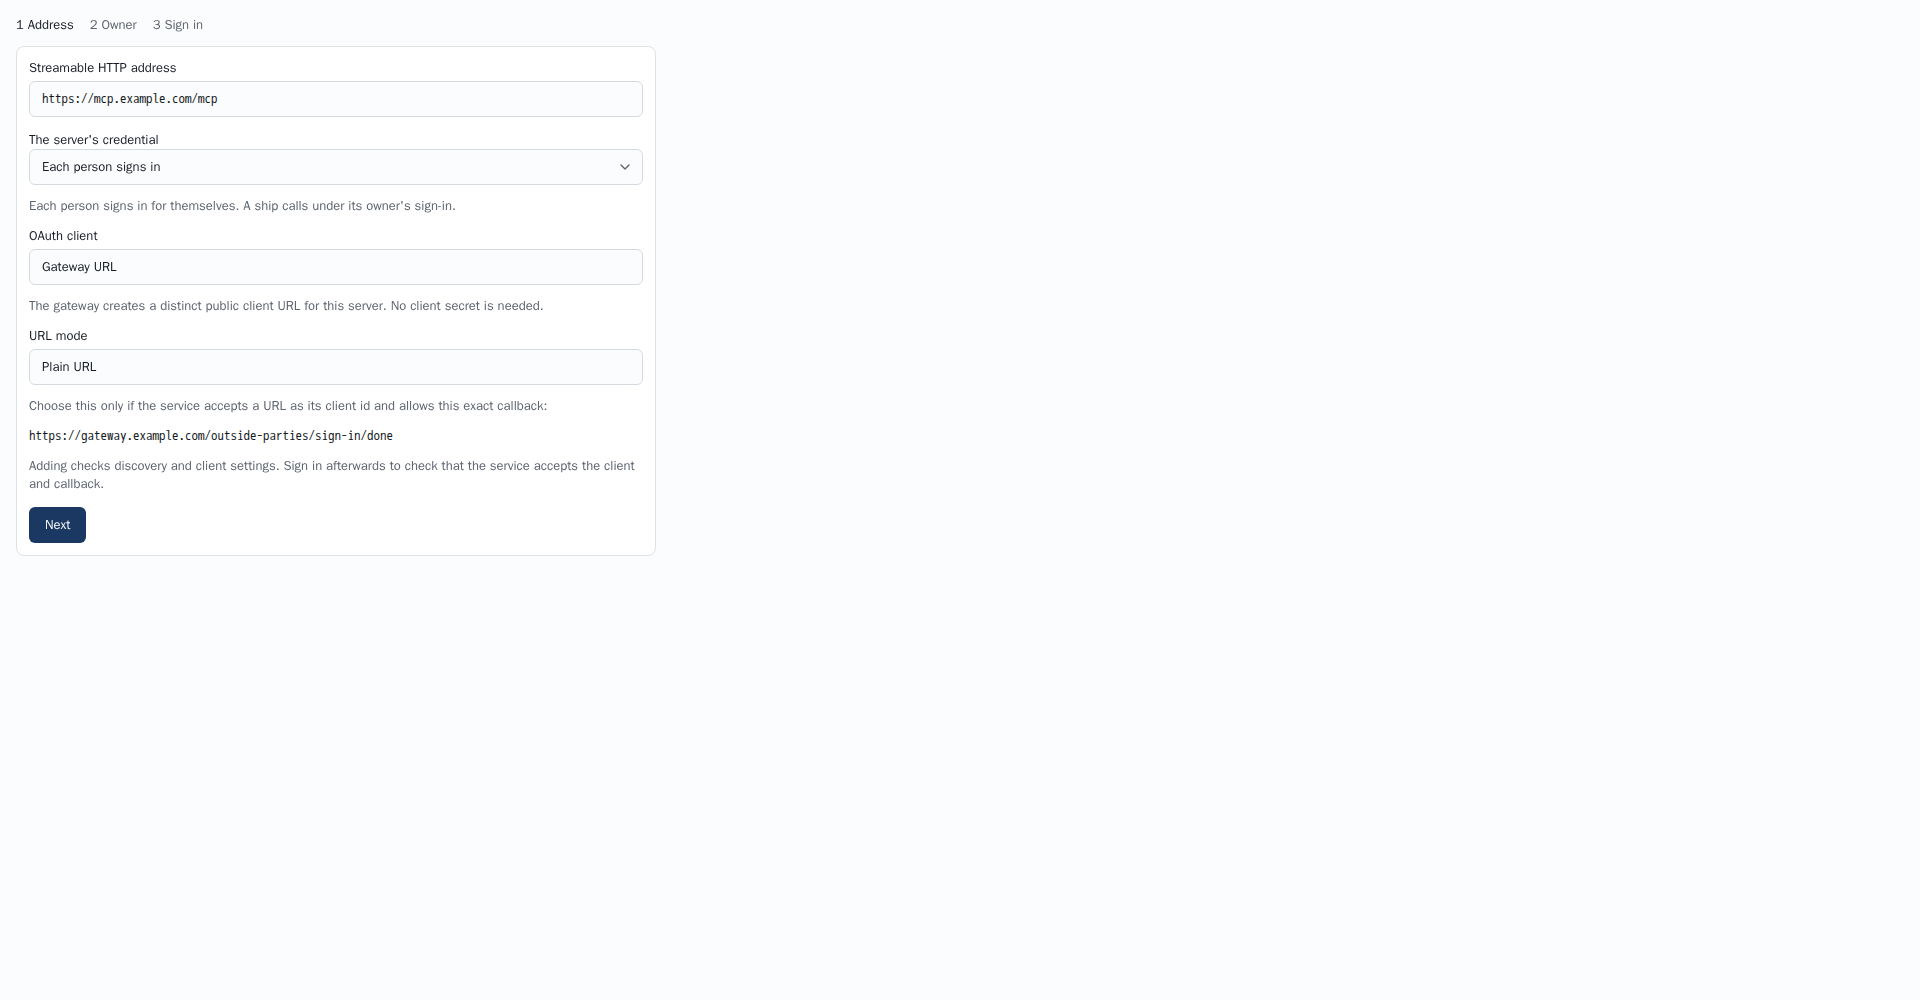 1 Address 2 Owner 3 Sign in
Streamable HTTP address
https://mcp.example.com/mcp
The server's credential
Each person signs in
Each person signs in for themselves. A ship calls under its owner's sign-in.
OAuth client
Gateway URL
The gateway creates a distinct public client URL for this server. No client secret is needed.
URL mode
Plain URL
Choose this only if the service accepts a URL as its client id and allows this exact callback:
https://gateway.example.com/outside-parties/sign-in/done
Adding checks discovery and client settings. Sign in afterwards to check that the service accepts the client
and callback.
Next